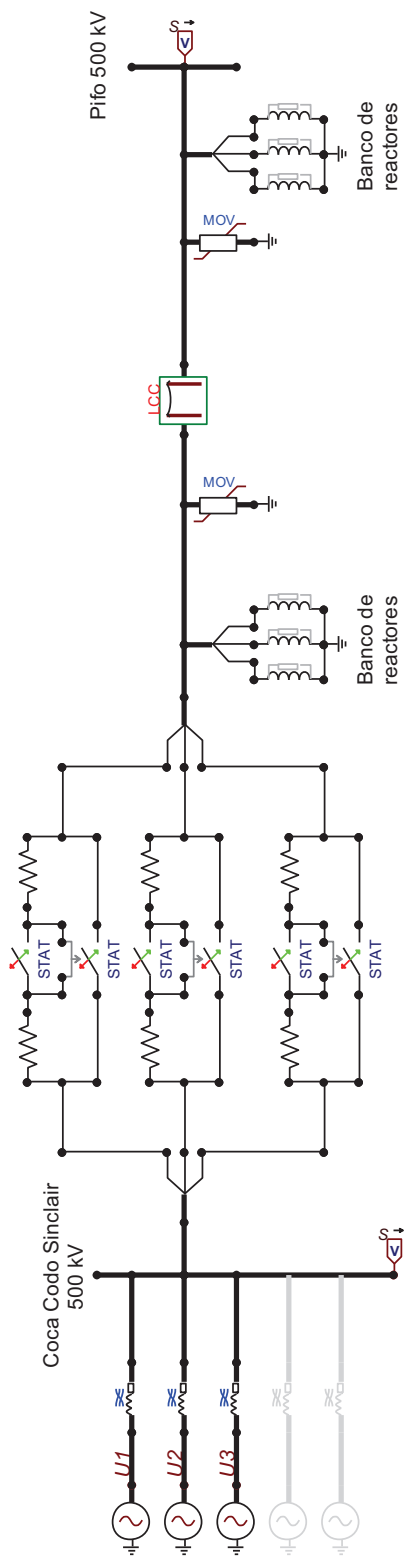 S
V
Pifo 500 kV
Banco de
reactores
MOV
LCC
MOV
Banco de
reactores
STAT
STAT
STAT
STAT
STAT
STAT
Coca Codo Sinclair
500 kV
S
V
U1
U2
U3